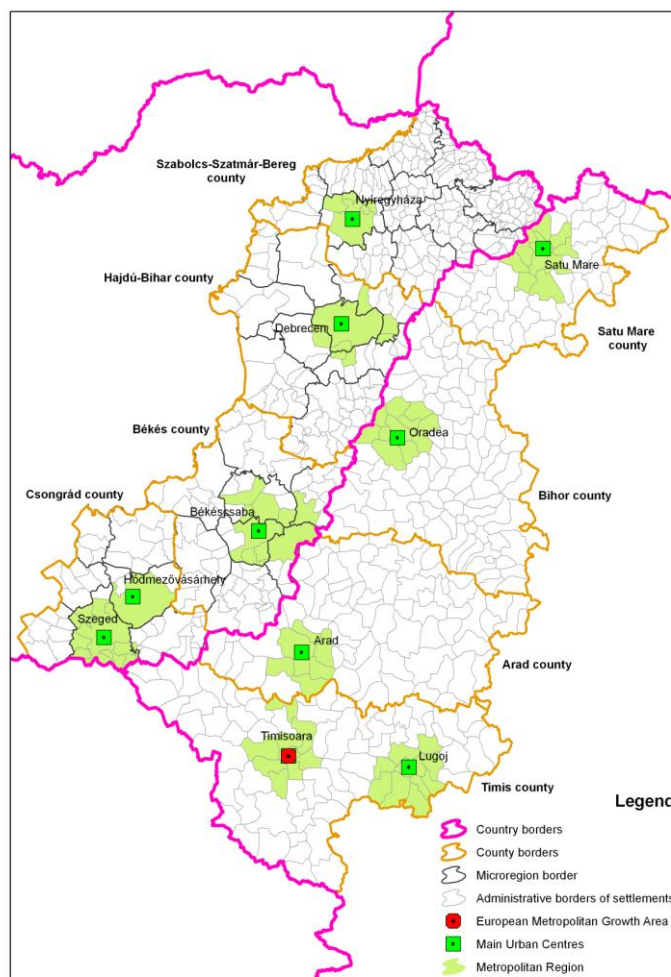 Szabolcs-Szatmár-Bereg
county
Nyíregyháza
Satu Mare
Hajdú-Bihar county
Debrecen
Satu Mare
county
Békés county
Oradea
Csongrád county
Békéscsaba
Bihor county
Hódmezővásárhely
Szeged
Arad
Arad county
Timisoara
Lugoj
Timis county
Legend
Country borders
County borders
Microregion border
Administrative borders of settlements
European Metropolitan Growth Area
Main Urban Centres
Metropolitan Region